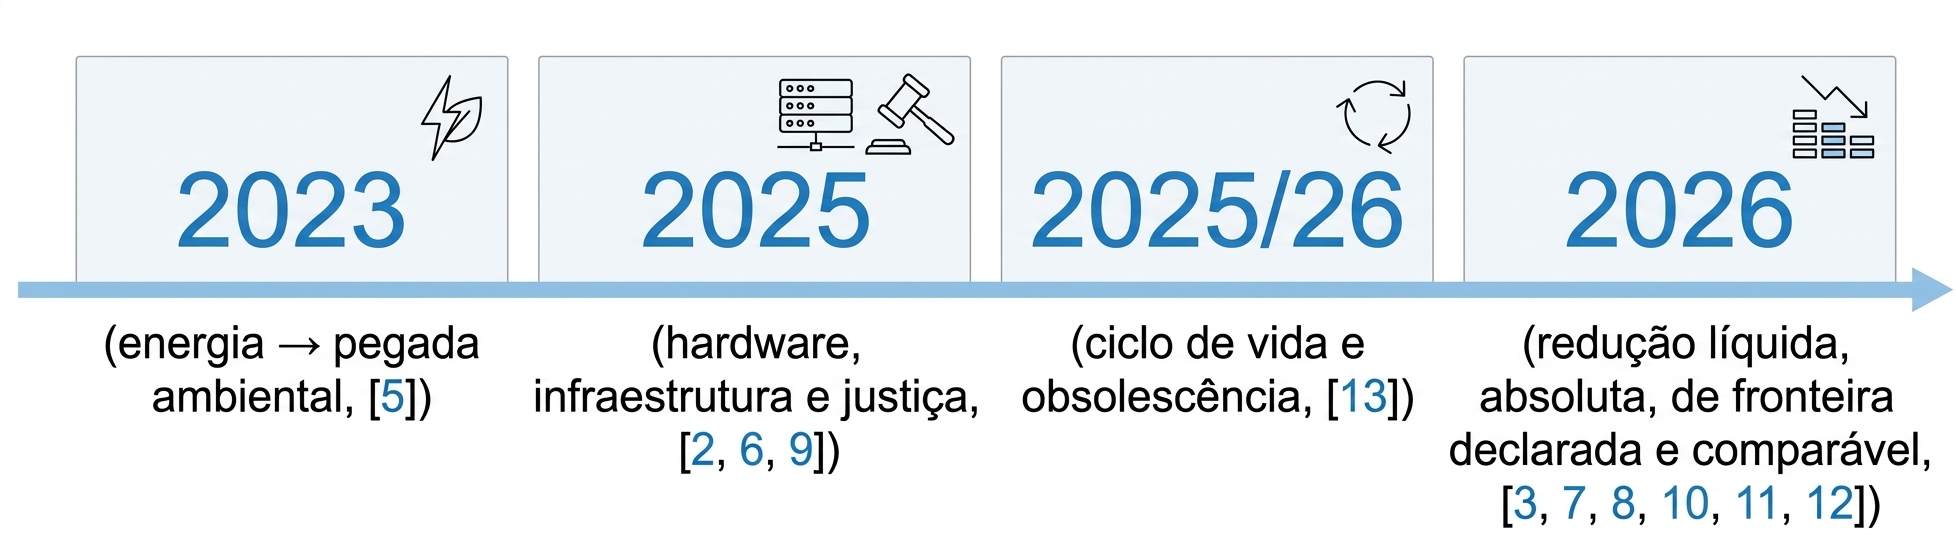 2023
(energia → pegada
ambiental, [5])
2025
(hardware,
infraestrutura e justiça,
[2, 6, 9])
2025/26
(ciclo de vida e
obsolescência, [13])
2026
(redução líquida,
absoluta, de fronteira
declarada e comparável,
[3, 7, 8, 10, 11, 12])